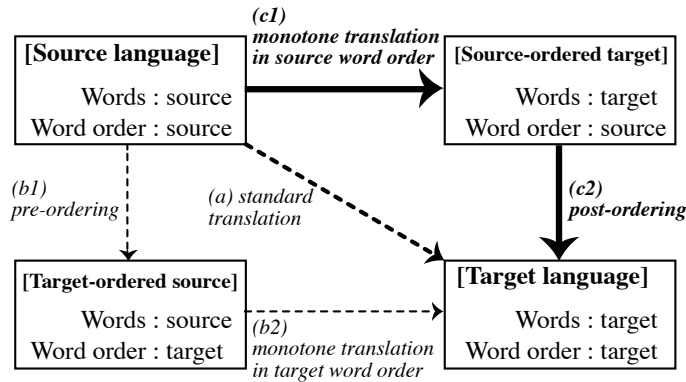 (c1)
monotone translation
in source word order
[Source language]
Words : source
Word order : source
[Source-ordered target]
Words : target
Word order : source
(b1)
pre-ordering
(a) standard
translation
(c2)
post-ordering
[Target-ordered source]
Words : source
Word order : target
(b2)
monotone translation
in target word order
[Target language]
Words : target
Word order : target